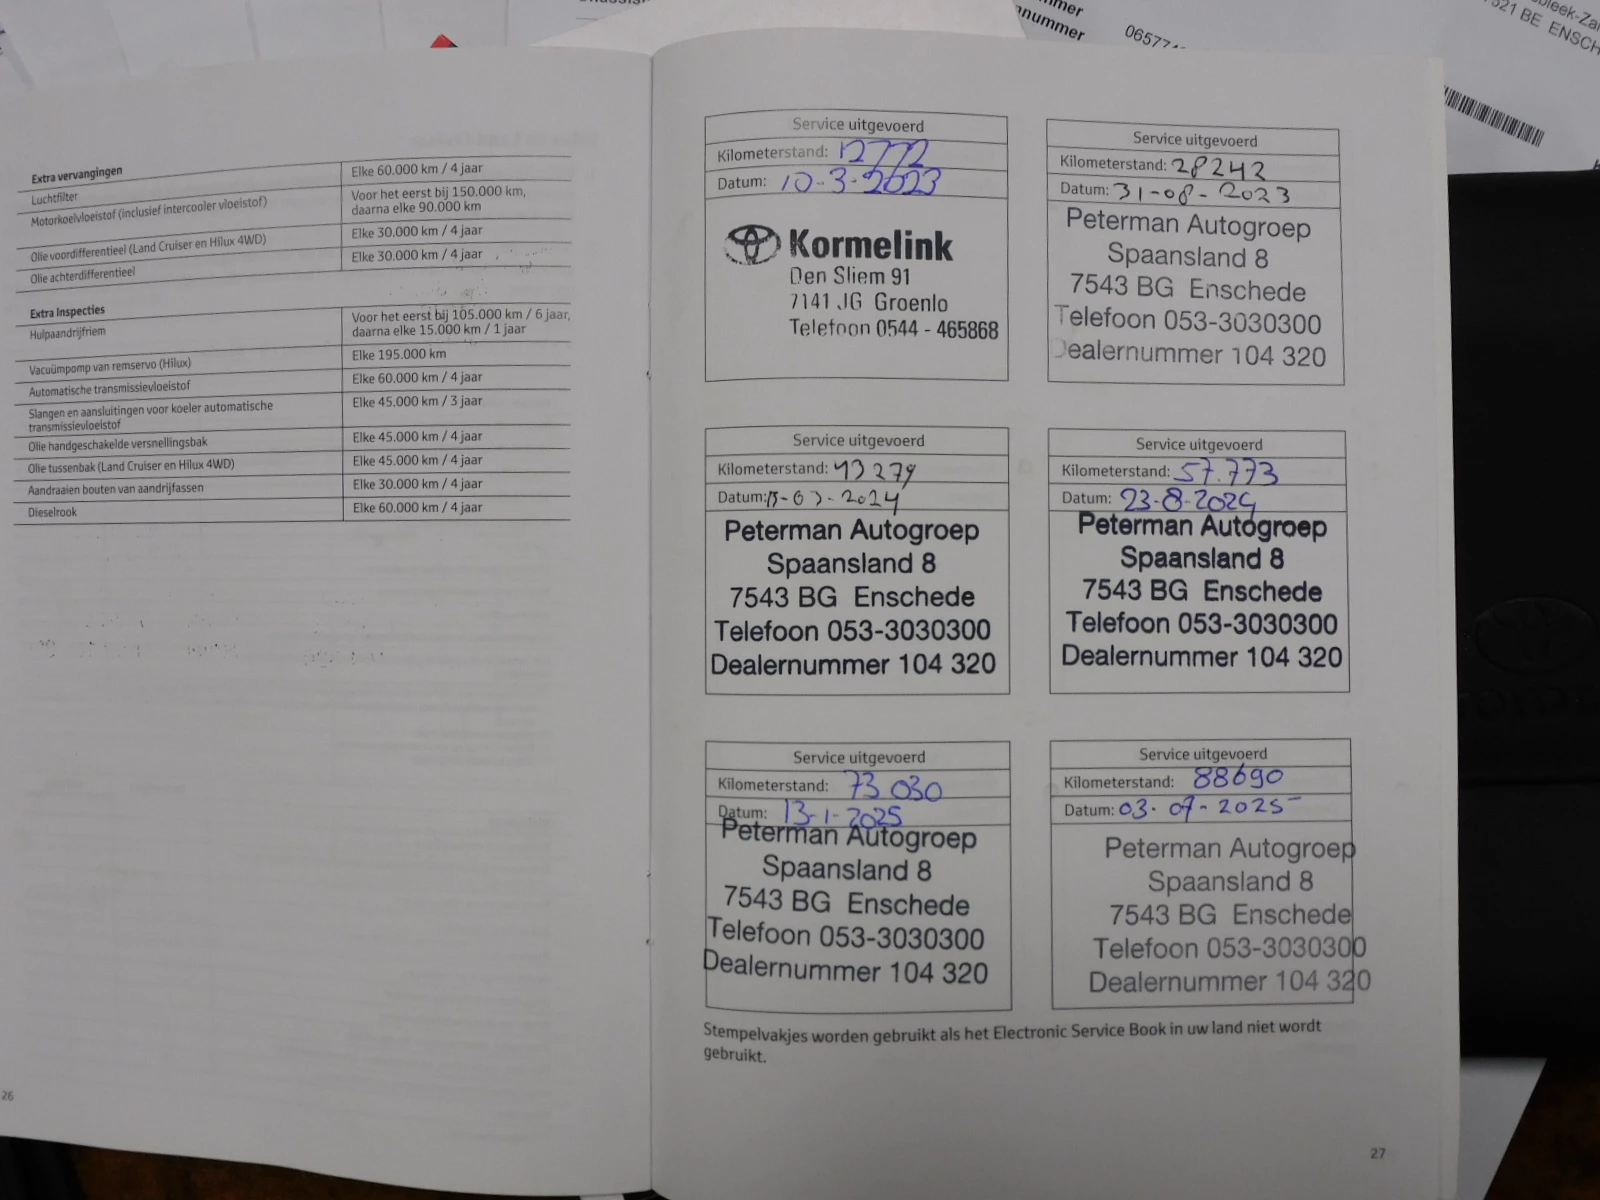 Extra vervangingen
Elke 60.000 km / 4 jaar
Luchtfilter
Voor het eerst bij 150.000 km,
daarna elke 90.000 km
Motorkoelvloeistof (inclusief intercooler vloeistof)
Olie voordifferentieel (Land Cruiser en Hilux 4WD)
Elke 30.000 km / 4 jaar
Olie achterdifferentieel
Elke 30.000 km / 4 jaar
Extra Inspecties
Hulpaandrijfriem
Voor het eerst bij 105.000 km / 6 jaar,
daarna elke 15.000 km / 1 jaar
Vacuümpomp van remservo (Hilux)
Elke 195.000 km
Automatische transmissievloeistof
Elke 60.000 km / 4 jaar
Slangen en aansluitingen voor koeler automatische
transmissievloeistof
Elke 45.000 km / 3 jaar
Olie handgeschakelde versnellingsbak
Elke 45.000 km / 4 jaar
Olie tussenbak (Land Cruiser en Hilux 4WD)
Elke 45.000 km / 4 jaar
Aandraaien bouten van aandrijfassen
Elke 30.000 km / 4 jaar
Dieselrook
Elke 60.000 km / 4 jaar
26
Service uitgevoerd
Kilometerstand: 12772
Datum: 10-3-2023
Kormelink
Den Sliem 91
7141 JG Groenlo
Telefoon 0544 - 465868
Service uitgevoerd
Kilometerstand: 28242
Datum: 31-08-2023
Peterman Autogroep
Spaansland 8
7543 BG Enschede
Telefoon 053-3030300
Dealernummer 104 320
Service uitgevoerd
Kilometerstand: 43279
Datum:
Peterman Autogroep
Spaansland 8
7543 BG Enschede
Telefoon 053-3030300
Dealernummer 104 320
Service uitgevoerd
Kilometerstand: 57.773
Datum: 23-8-2024
Peterman Autogroep
Spaansland 8
7543 BG Enschede
Telefoon 053-3030300
Dealernummer 104 320
Service uitgevoerd
Kilometerstand: 73 030
Datum: 13-1-2025
Peterman Autogroep
Spaansland 8
7543 BG Enschede
Telefoon 053-3030300
Dealernummer 104 320
Service uitgevoerd
Kilometerstand: 88690
Datum: 03-07-2025
Peterman Autogroep
Spaansland 8
7543 BG Enschede
Telefoon 053-3030300
Dealernummer 104 320
Stempelvakjes worden gebruikt als het Electronic Service Book in uw land niet wordt
gebruikt.
27